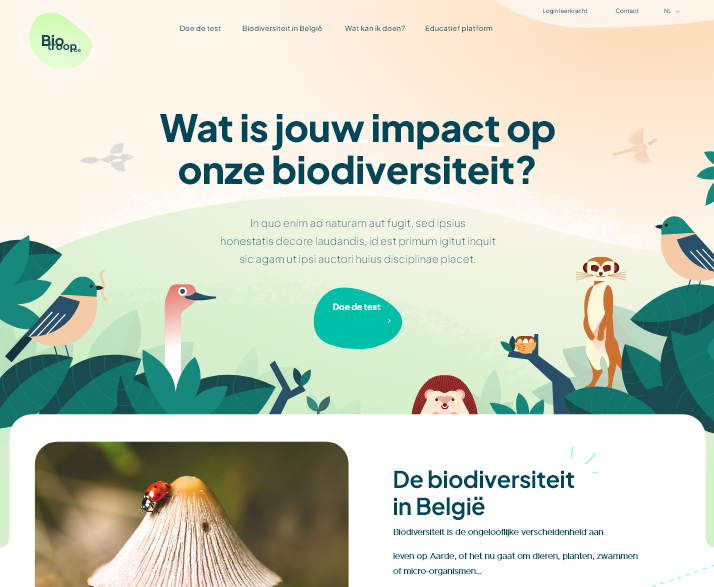 Login leerkracht
Contact
NL
Bio
troop
.be
Doe de test
Biodiversiteit in België
Wat kan ik doen?
Educatief platform
Wat is jouw impact op
onze biodiversiteit?
In quo enim ad naturam aut fugit, sed ipsius
honestatis decore laudandis, id est primum igitut inquit
sic agam ut ipsi auctori huius disciplinae placet.
Doe de test
De biodiversiteit
in België
Biodiversiteit is de ongelooflijke verscheidenheid aan
leven op Aarde, of het nu gaat om dieren, planten, zwammen
of micro-organismen...